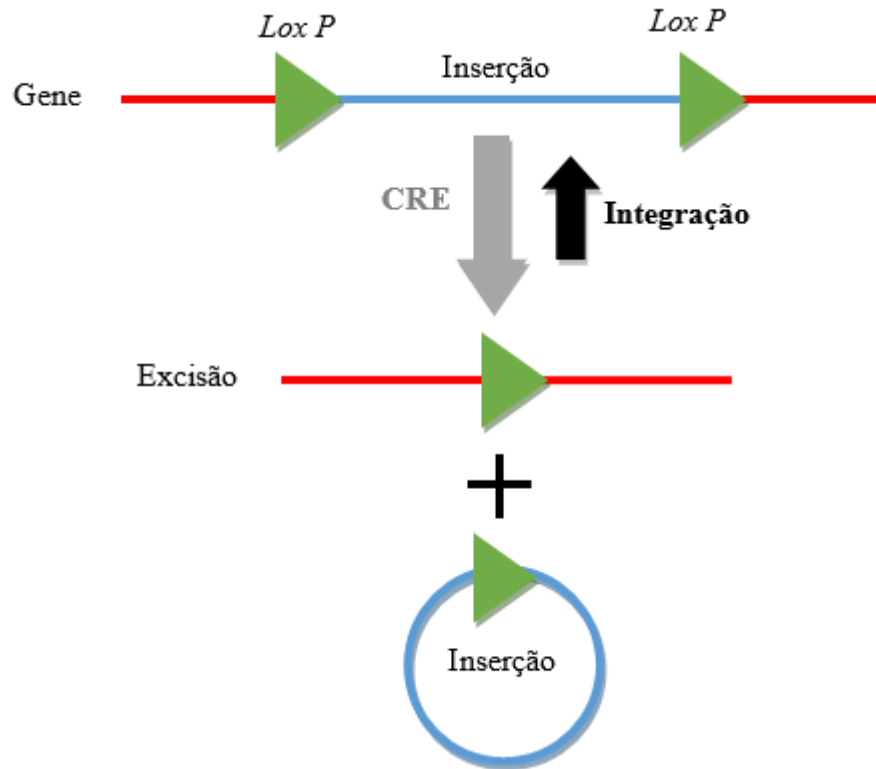 Lox P
Lox P
Inserção
Gene
CRE
Integração
Excisão
Inserção